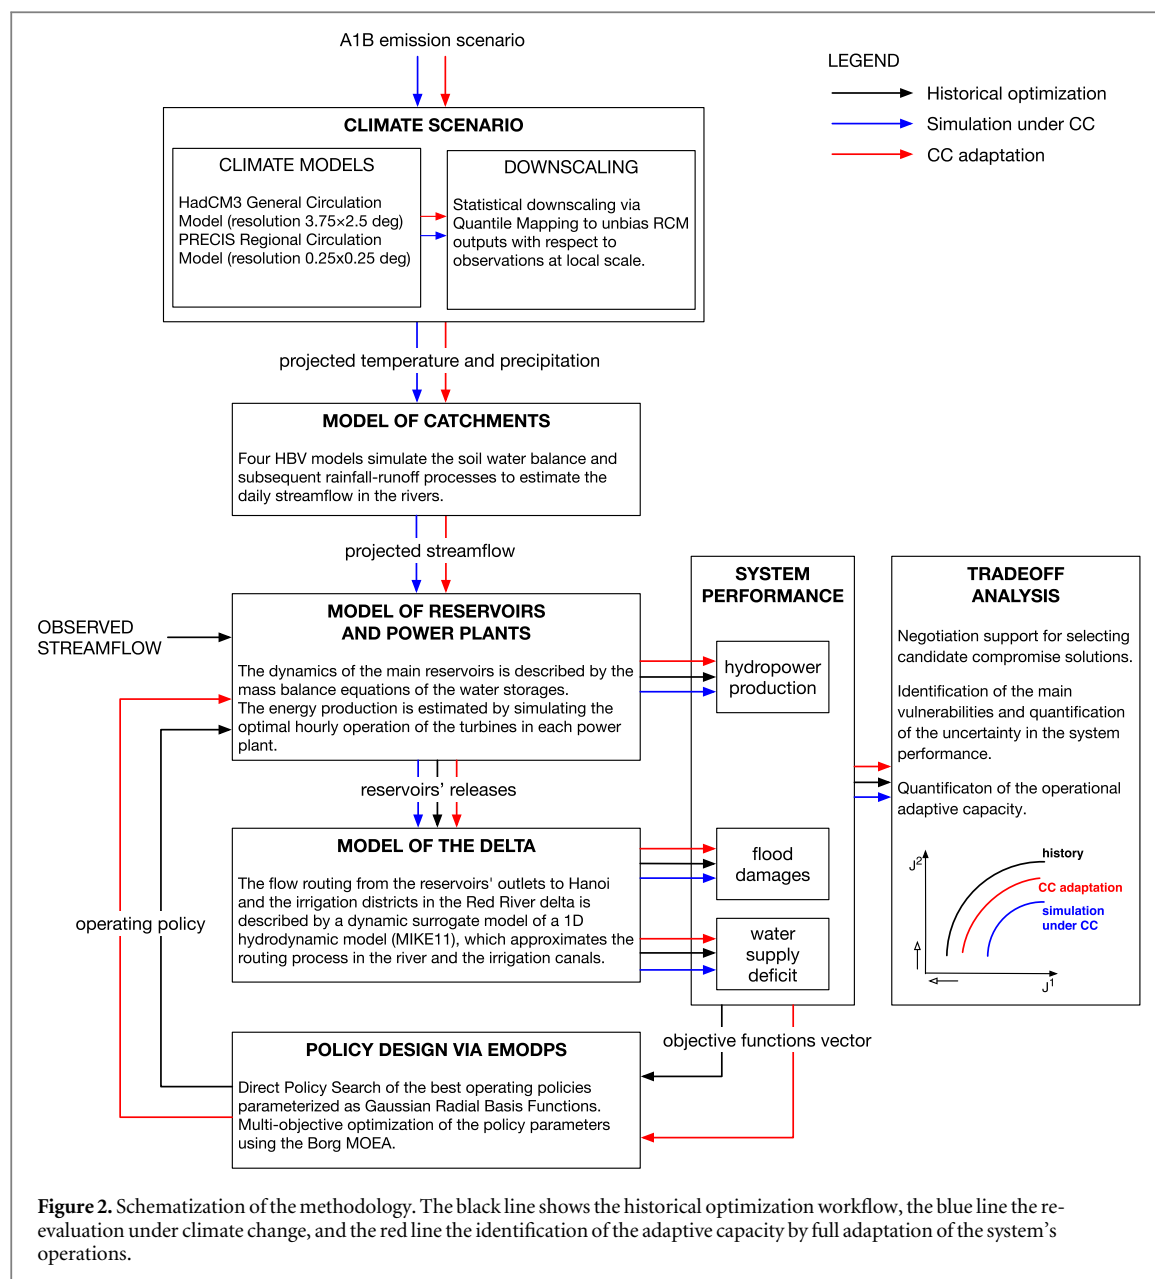 A1B emission scenario
LEGEND
Historical optimization
Simulation under CC
CC adaptation
CLIMATE SCENARIO
CLIMATE MODELS
HadCM3 General Circulation
Model (resolution 3.75×2.5 deg)
PRECIS Regional Circulation
Model (resolution 0.25x0.25 deg)
DOWNSCALING
Statistical downscaling via
Quantile Mapping to unbias RCM
outputs with respect to
observations at local scale.
projected temperature and precipitation
MODEL OF CATCHMENTS
Four HBV models simulate the soil water balance and
subsequent rainfall-runoff processes to estimate the
daily streamflow in the rivers.
projected streamflow
OBSERVED
STREAMFLOW
MODEL OF RESERVOIRS
AND POWER PLANTS
The dynamics of the main reservoirs is described by the
mass balance equations of the water storages.
The energy production is estimated by simulating the
optimal hourly operation of the turbines in each power
plant.
reservoirs' releases
MODEL OF THE DELTA
The flow routing from the reservoirs' outlets to Hanoi
and the irrigation districts in the Red River delta is
described by a dynamic surrogate model of a 1D
hydrodynamic model (MIKE11), which approximates the
routing process in the river and the irrigation canals.
operating policy
SYSTEM
PERFORMANCE
hydropower
production
flood
damages
water
supply
deficit
TRADEOFF
ANALYSIS
Negotiation support for selecting
candidate compromise solutions.
Identification of the main
vulnerabilities and quantification
of the uncertainty in the system
performance.
Quantificaton of the operational
adaptive capacity.
J2
history
CC adaptation
simulation
under CC
J1
objective functions vector
POLICY DESIGN VIA EMODPS
Direct Policy Search of the best operating policies
parameterized as Gaussian Radial Basis Functions.
Multi-objective optimization of the policy parameters
using the Borg MOEA.
Figure 2. Schematization of the methodology. The black line shows the historical optimization workflow, the blue line the re-
evaluation under climate change, and the red line the identification of the adaptive capacity by full adaptation of the system's
operations.